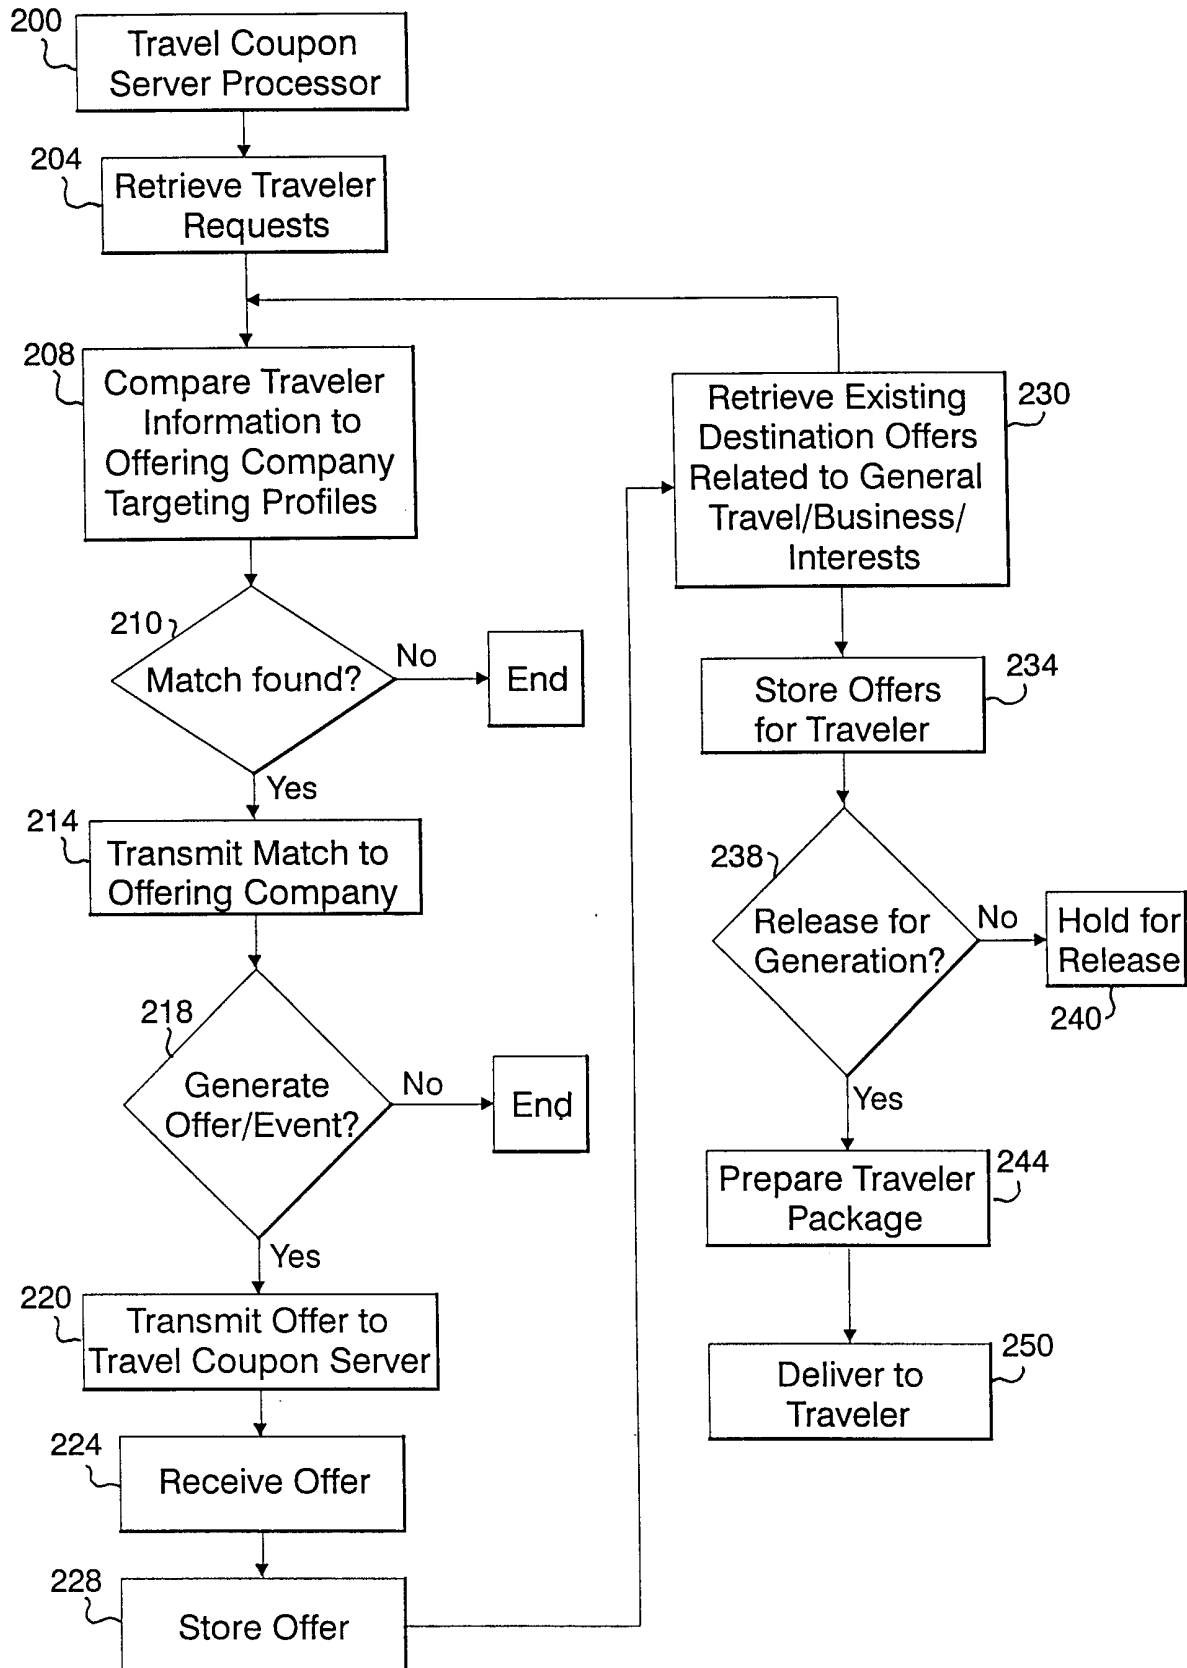 200
Travel Coupon
Server Processor
204
Retrieve Traveler
Requests
208
Compare Traveler
Information to
Offering Company
Targeting Profiles
210
Match found?
No
End
Yes
214
Transmit Match to
Offering Company
218
Generate
Offer/Event?
No
End
Yes
220
Transmit Offer to
Travel Coupon Server
224
Receive Offer
228
Store Offer
230
Retrieve Existing
Destination Offers
Related to General
Travel/Business/
Interests
234
Store Offers
for Traveler
238
Release for
Generation?
No
Hold for
Release
240
Yes
244
Prepare Traveler
Package
250
Deliver to
Traveler